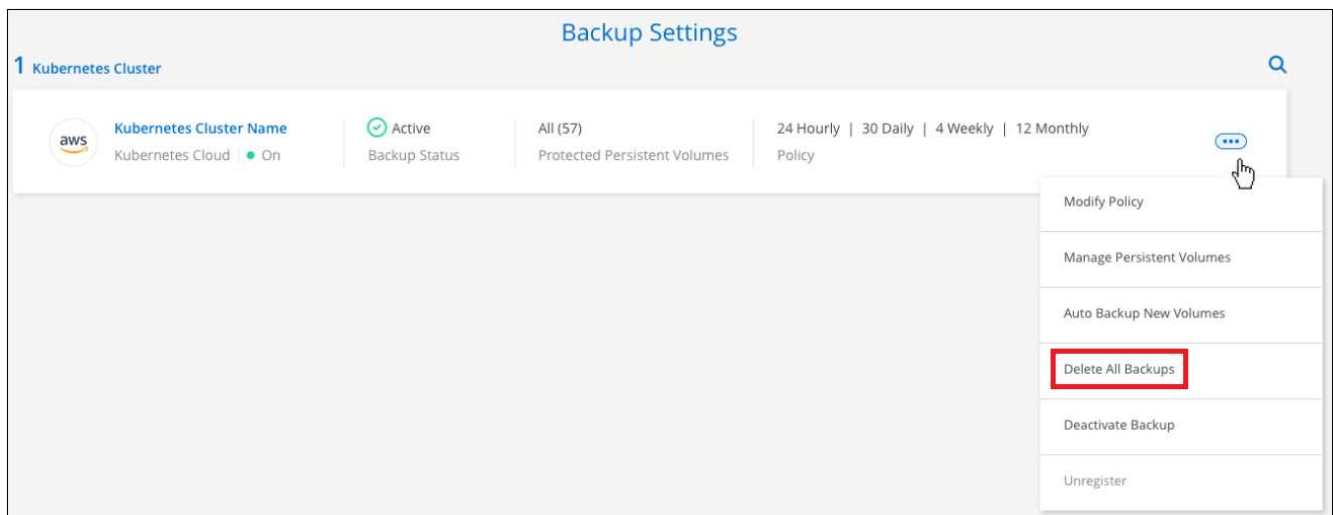 Backup Settings
1 Kubernetes Cluster
aws
Kubernetes Cluster Name
Kubernetes Cloud | On
Active
Backup Status
All (57)
Protected Persistent Volumes
24 Hourly | 30 Daily | 4 Weekly | 12 Monthly
Policy
Modify Policy
Manage Persistent Volumes
Auto Backup New Volumes
Delete All Backups
Deactivate Backup
Unregister